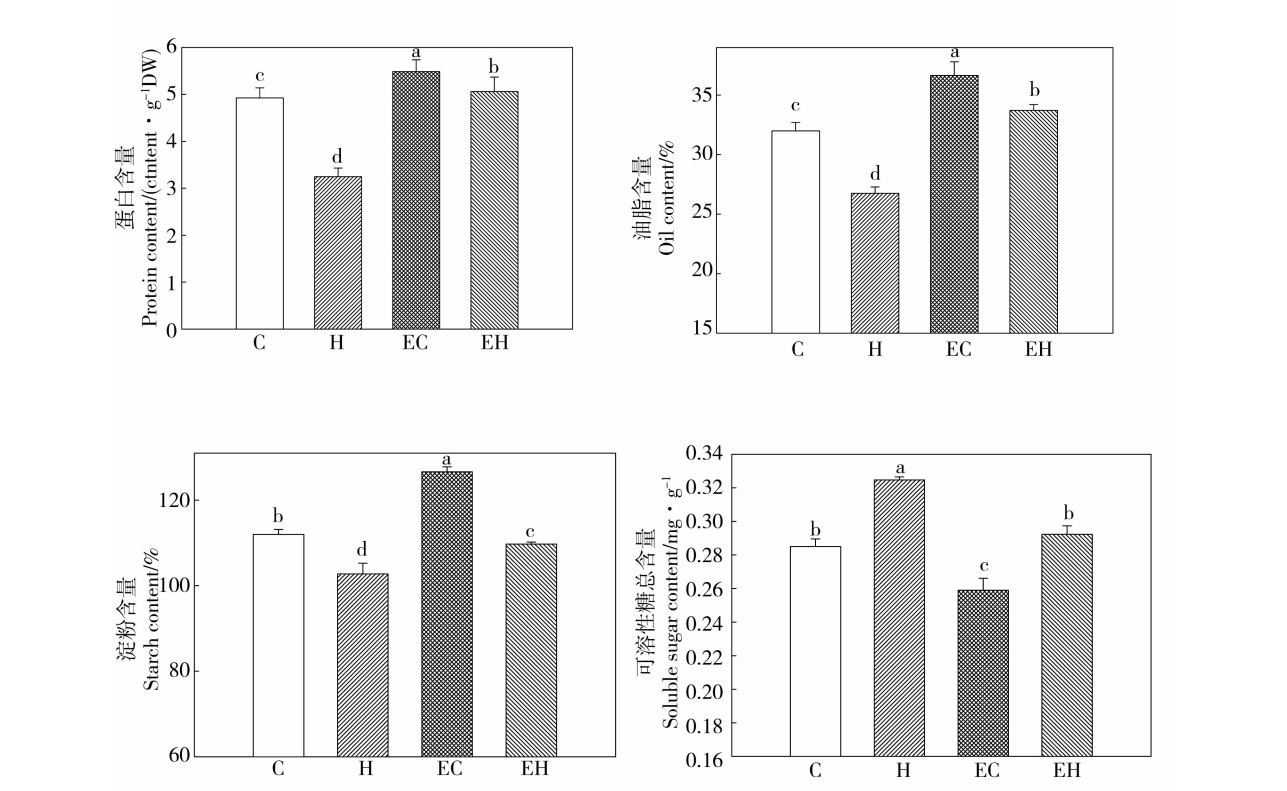 蛋白含量
Protein content/(ctntent·g⁻¹DW)
6
5
4
3
2
1
0
c
d
a
b
C H EC EH
油脂含量
Oil content/%
35
30
25
20
15
c
d
a
b
C H EC EH
淀粉含量
Starch content/%
120
100
80
60
b
d
a
c
C H EC EH
可溶性糖总含量
Soluble sugar content/mg·g⁻¹
0.34
0.32
0.30
0.28
0.26
0.24
0.22
0.20
0.18
0.16
b
a
c
b
C H EC EH